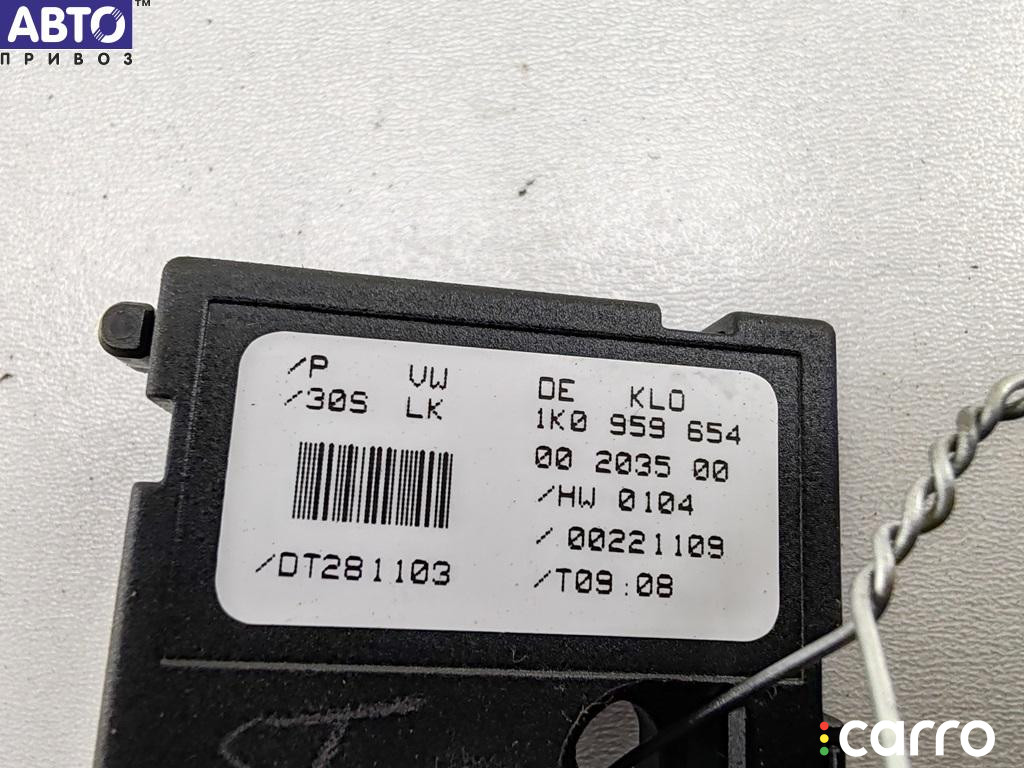 АВТО™
ПРИВОЗ
/P VW DE KLO
/30S LK 1K0 959 654
00 2035 00
/HW 0104
/ 00221109
/DT281103 /T09:08
carro